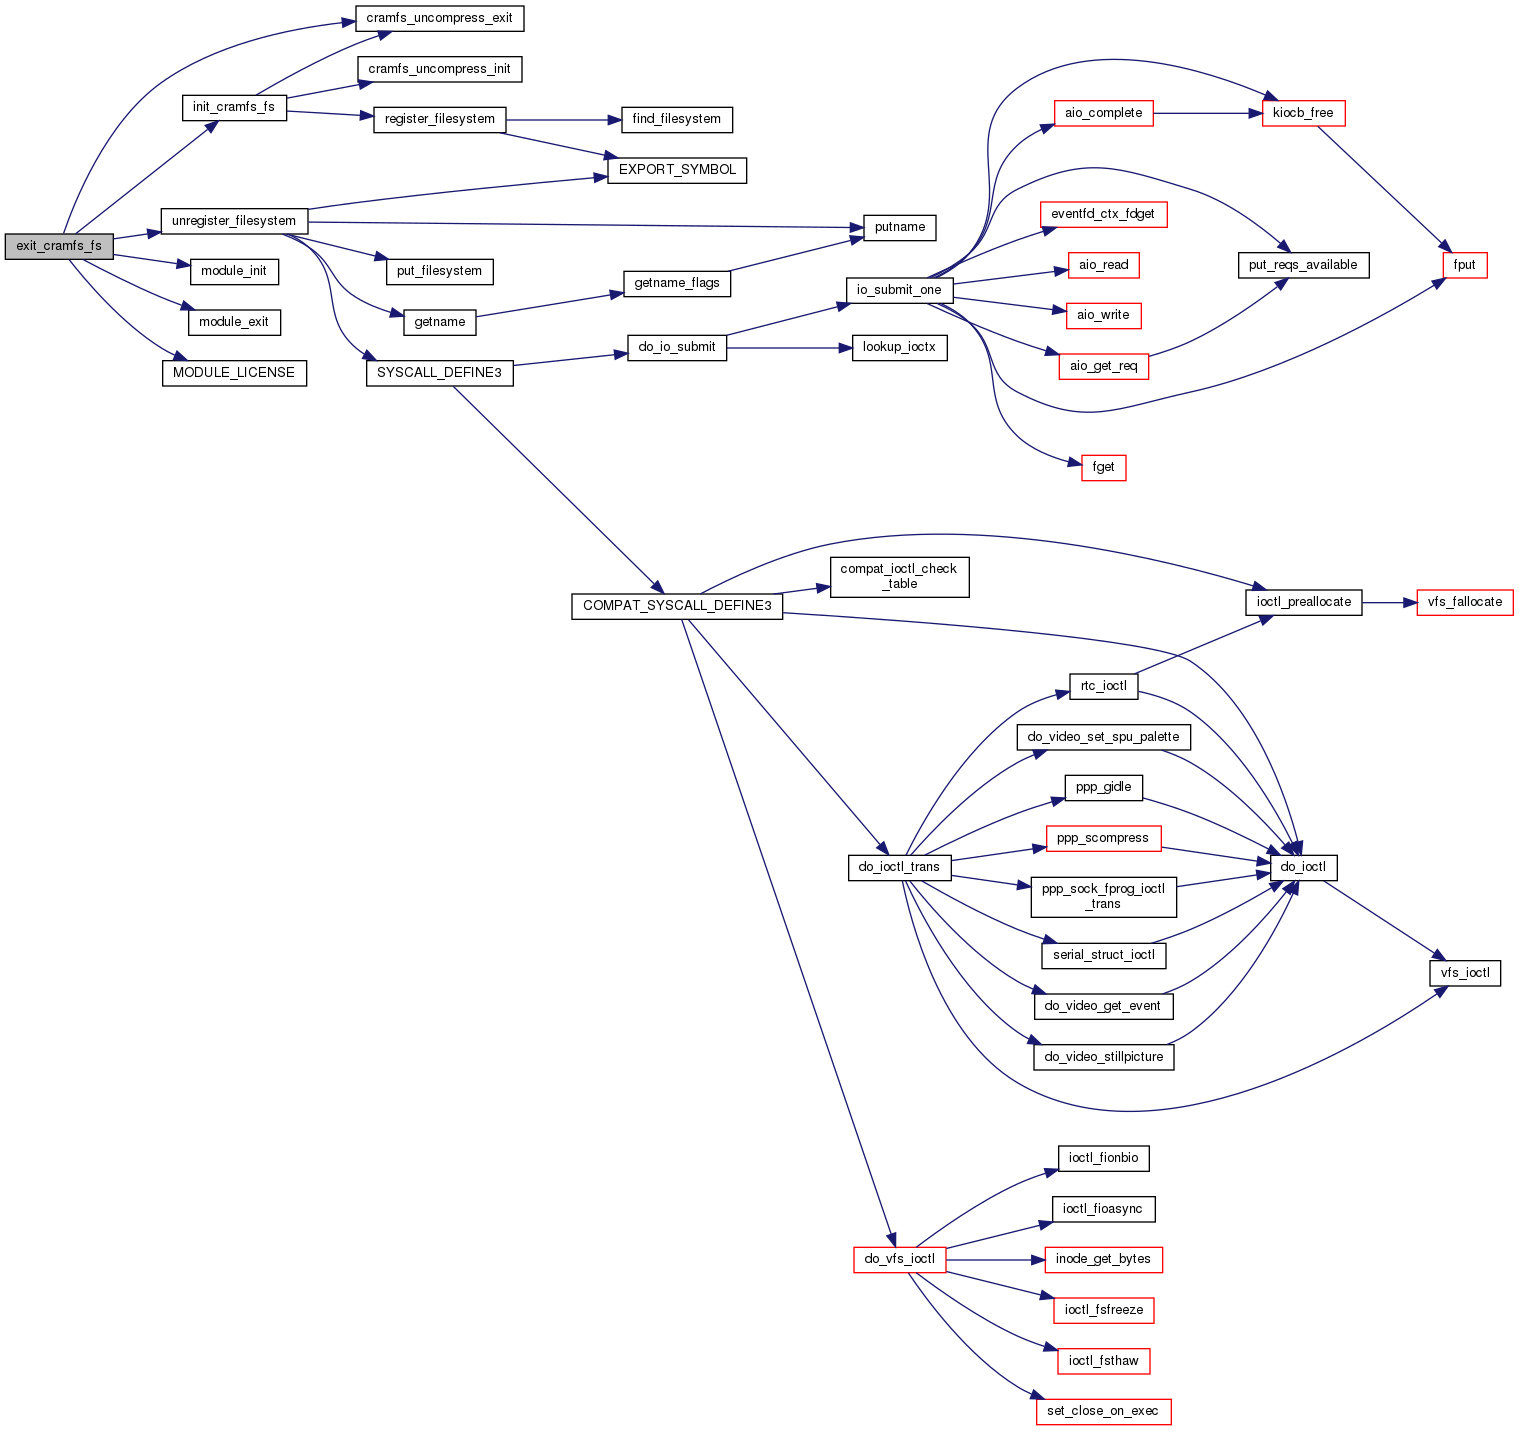 cramfs_uncompress_exit
cramfs_uncompress_init
init_cramfs_fs
register_filesystem
find_filesystem
EXPORT_SYMBOL
exit_cramfs_fs
unregister_filesystem
module_init
module_exit
MODULE_LICENSE
put_filesystem
getname
SYSCALL_DEFINE3
getname_flags
putname
do_io_submit
io_submit_one
lookup_ioctx
aio_complete
kiocb_free
eventfd_ctx_fdget
aio_read
put_reqs_available
fput
aio_write
aio_get_req
fget
COMPAT_SYSCALL_DEFINE3
compat_ioctl_check
_table
ioctl_preallocate
vfs_fallocate
rtc_ioctl
do_video_set_spu_palette
ppp_gidle
ppp_scompress
do_ioctl_trans
do_ioctl
ppp_sock_fprog_ioctl
_trans
serial_struct_ioctl
vfs_ioctl
do_video_get_event
do_video_stillpicture
ioctl_fionbio
ioctl_fioasync
do_vfs_ioctl
inode_get_bytes
ioctl_fsfreeze
ioctl_fsthaw
set_close_on_exec